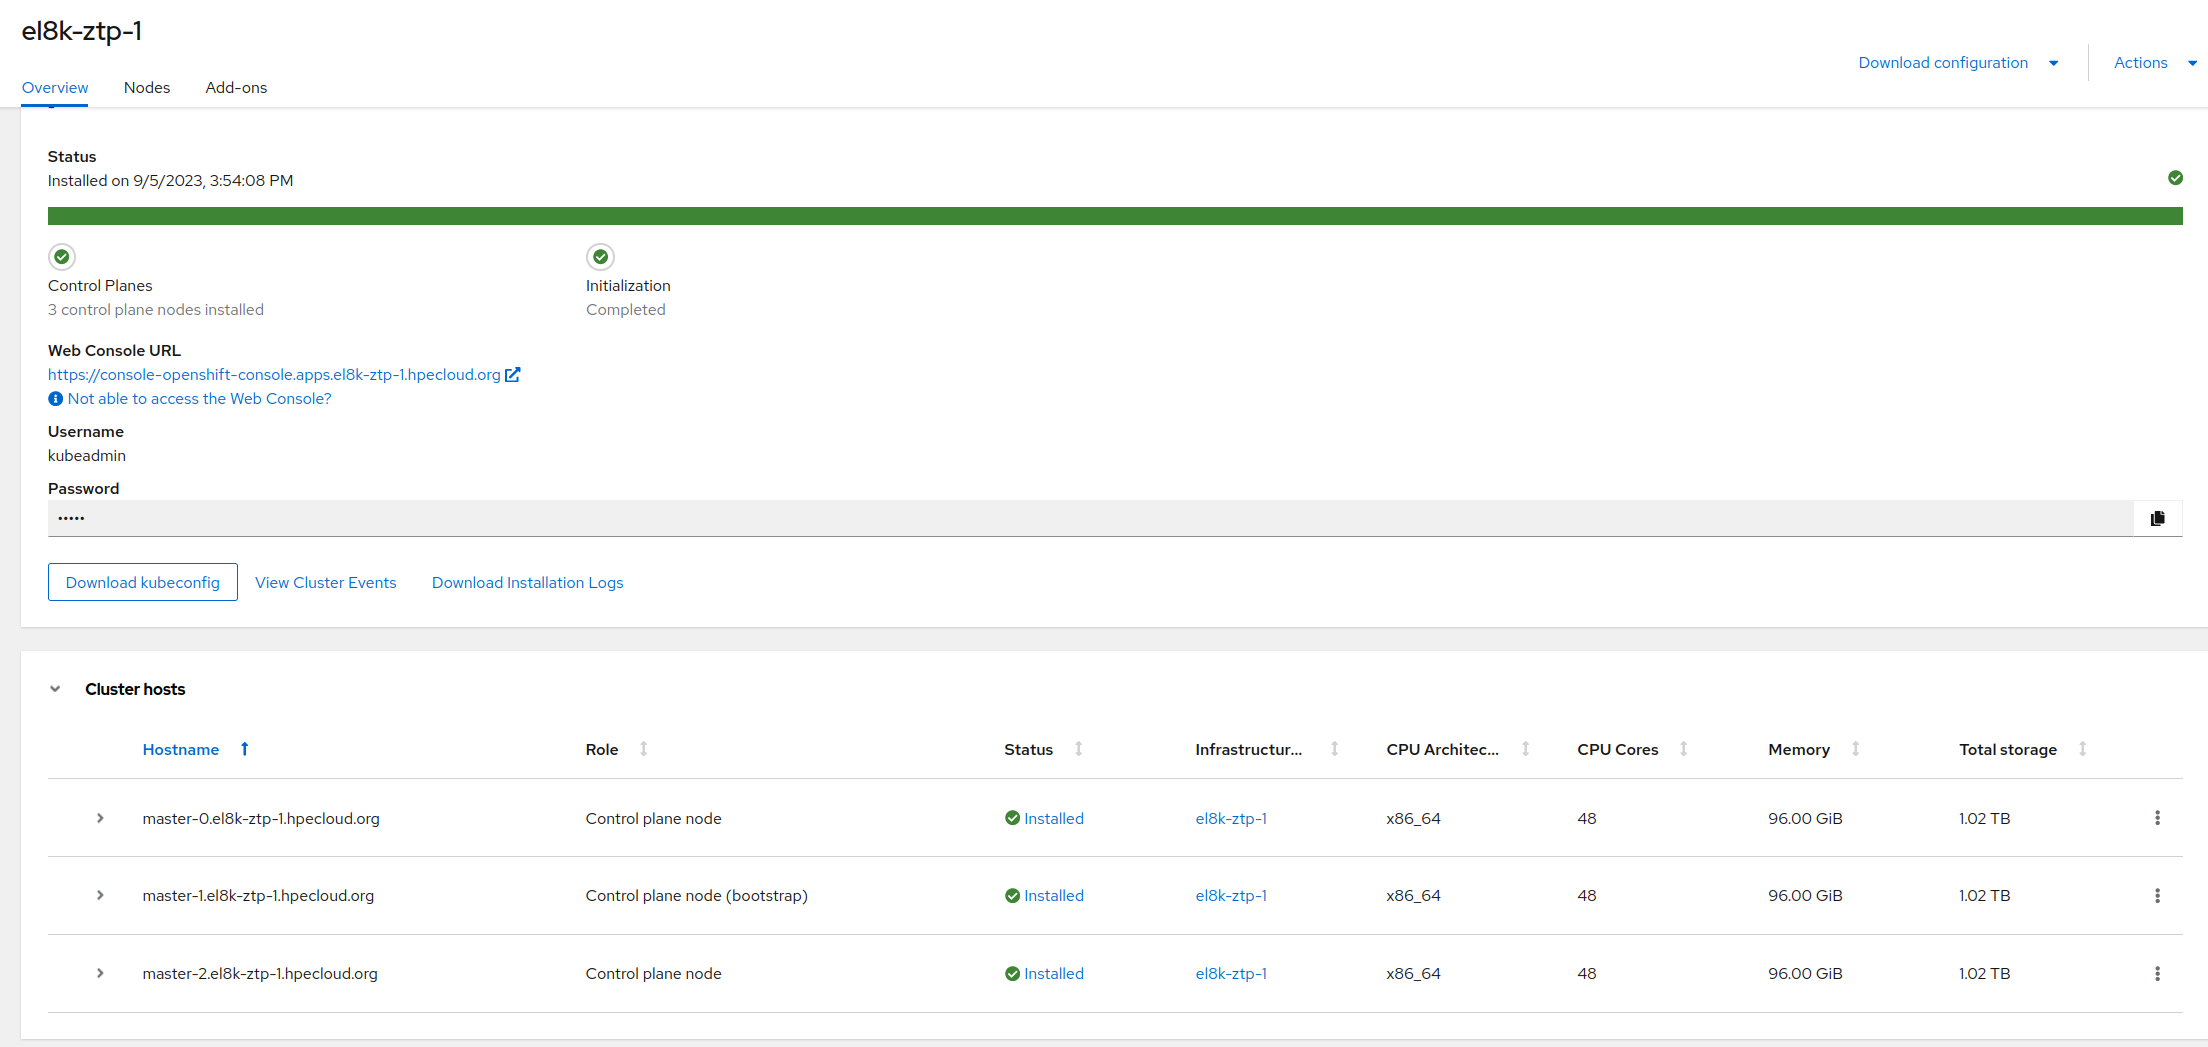 el8k-ztp-1
Download configuration
Actions
Overview Nodes Add-ons
Status
Installed on 9/5/2023, 3:54:08 PM
Control Planes
3 control plane nodes installed
Initialization
Completed
Web Console URL
https://console-openshift-console.apps.el8k-ztp-1.hpecloud.org
Not able to access the Web Console?
Username
kubeadmin
Password
•••••
Download kubeconfig View Cluster Events Download Installation Logs
Cluster hosts
Hostname Role Status Infrastructur... CPU Architec... CPU Cores Memory Total storage
master-0.el8k-ztp-1.hpecloud.org Control plane node Installed el8k-ztp-1 x86_64 48 96.00 GiB 1.02 TB
master-1.el8k-ztp-1.hpecloud.org Control plane node (bootstrap) Installed el8k-ztp-1 x86_64 48 96.00 GiB 1.02 TB
master-2.el8k-ztp-1.hpecloud.org Control plane node Installed el8k-ztp-1 x86_64 48 96.00 GiB 1.02 TB